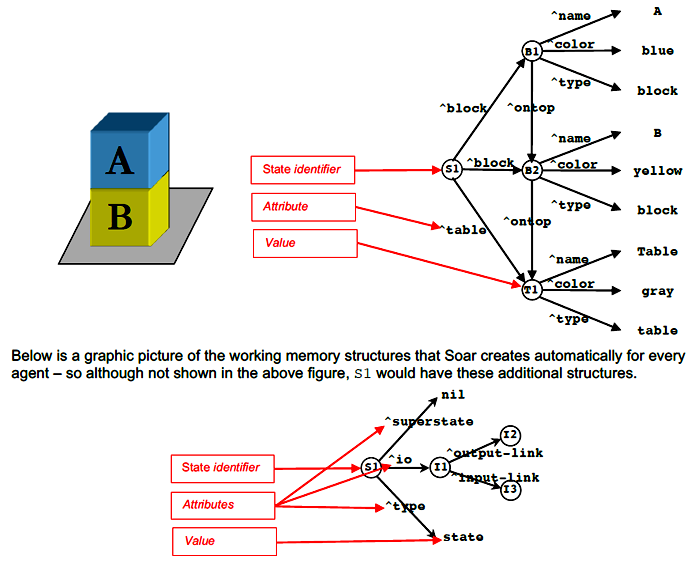 ^name A
^color blue
B1
^type block
^block
^ontop
A
B
^name B
State identifier
S1
^block
B2
^color yellow
Attribute
^type block
^table
^ontop
Value
^name Table
T1
^color gray
^type table
Below is a graphic picture of the working memory structures that Soar creates automatically for every
agent – so although not shown in the above figure, S1 would have these additional structures.
nil
^superstate
I2
^output-link
State identifier
S1
^io
I1
^input-link
I3
Attributes
^type
Value
state